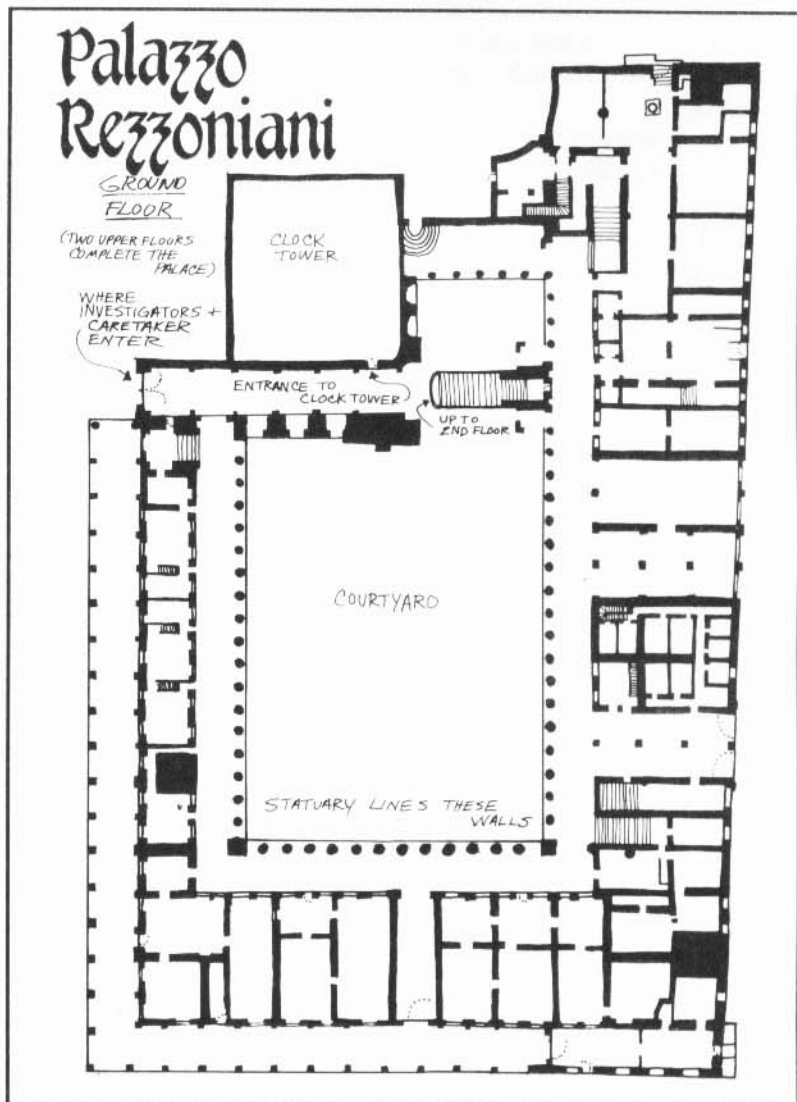 Palazzo
Rezzoniani
GROUND
FLOOR
(TWO UPPER FLOORS
COMPLETE THE
PALACE)
WHERE
INVESTIGATORS +
CARETAKER
ENTER
CLOCK
TOWER
ENTRANCE TO
CLOCK TOWER
UP TO
2ND FLOOR
COURTYARD
STATUARY LINES THESE
WALLS